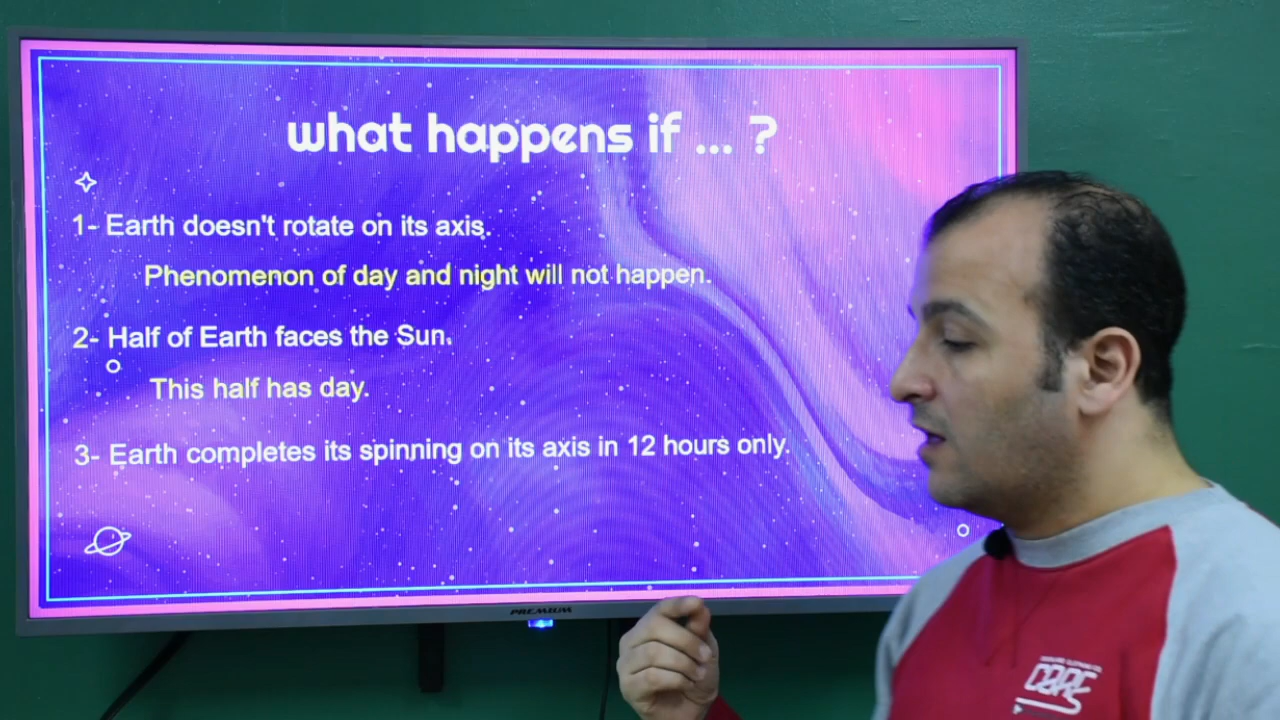 what happens if ... ?
1- Earth doesn't rotate on its axis.
Phenomenon of day and night will not happen.
2- Half of Earth faces the Sun.
This half has day.
3- Earth completes its spinning on its axis in 12 hours only.
PREMIUM